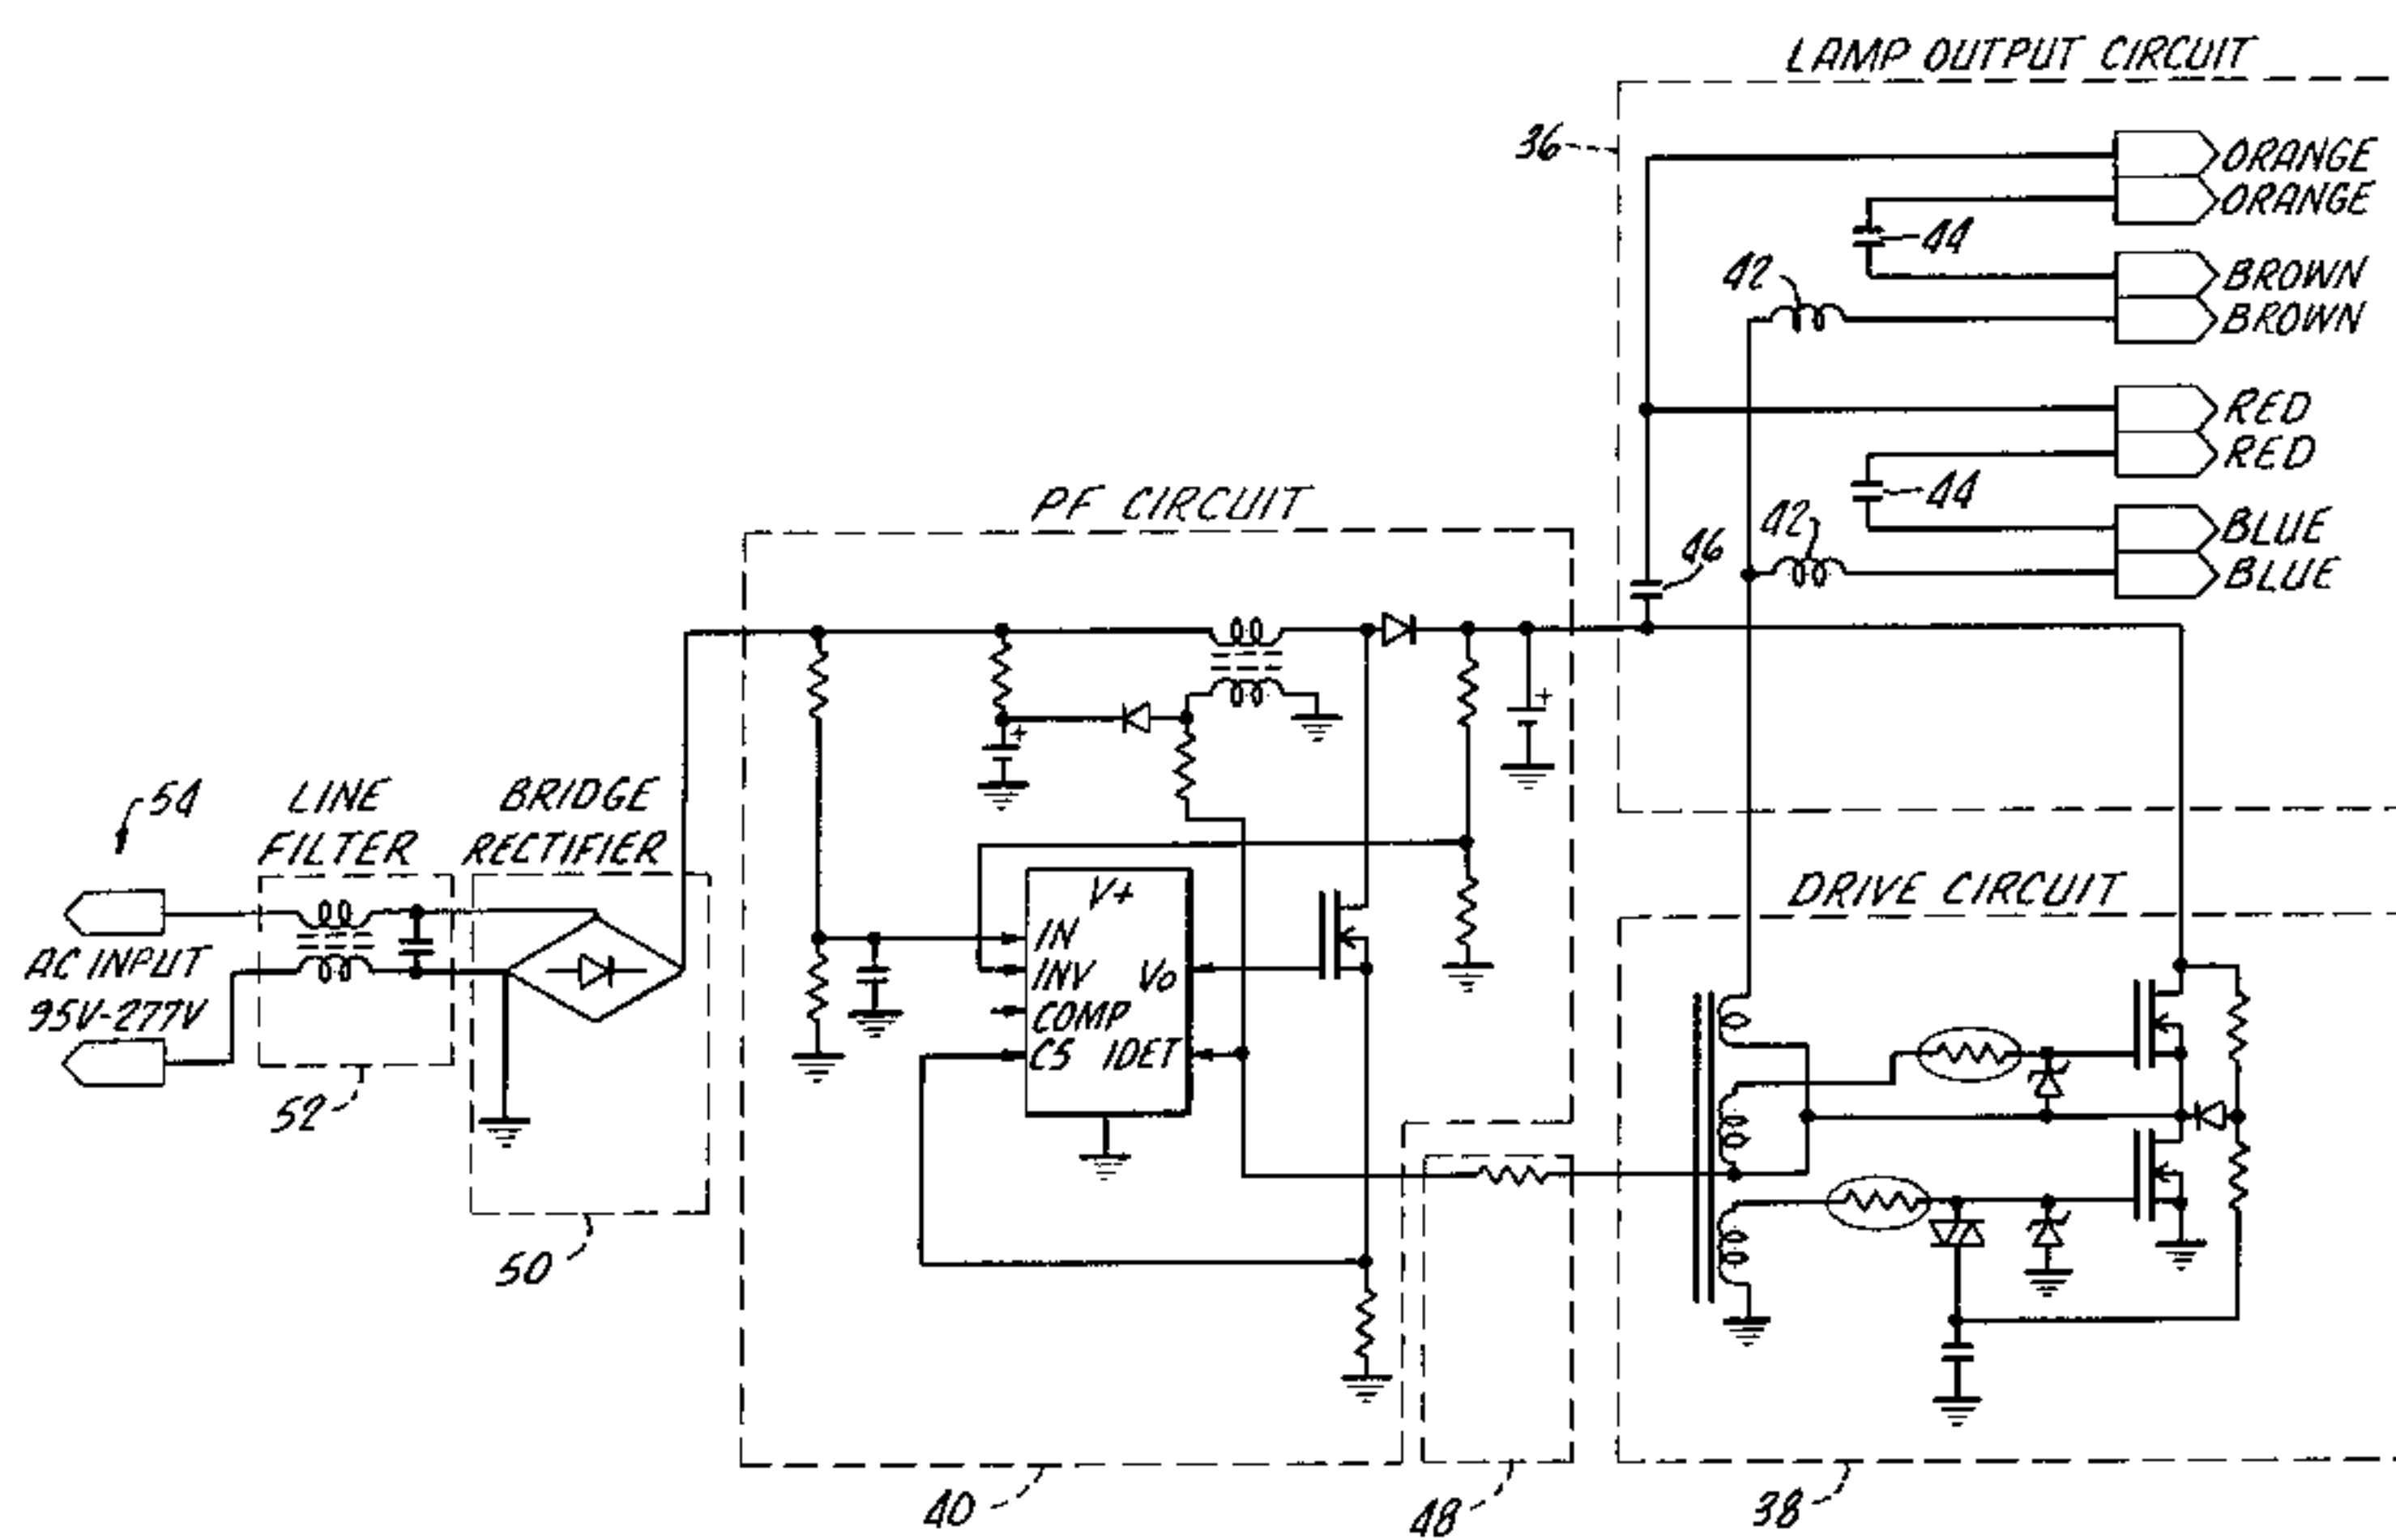 LAMP OUTPUT CIRCUIT
36
ORANGE
ORANGE
44
BROWN
42
BROWN
RED
RED
44
BLUE
42
BLUE
46
PF CIRCUIT
+
+
54
LINE
FILTER
BRIDGE
RECTIFIER
AC INPUT
95V-277V
52
50
V+
IN
INV
Vo
COMP
CS
IDET
DRIVE CIRCUIT
40
48
38